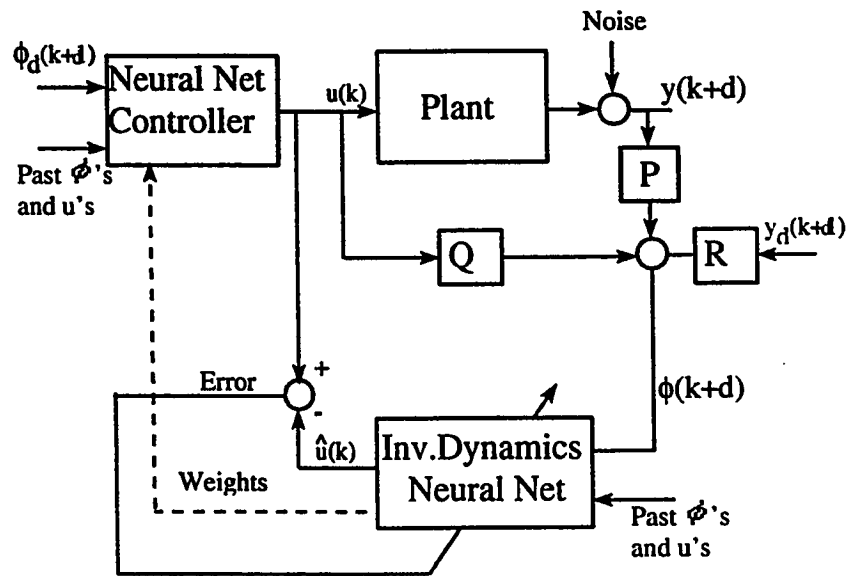 Noise
ϕd(k+d)
Neural Net
Controller
u(k)
Plant
y(k+d)
Past ϕ's
and u's
P
Q
R
yd(k+d)
Error
+
-
ϕ(k+d)
û(k)
Inv.Dynamics
Neural Net
Weights
Past ϕ's
and u's